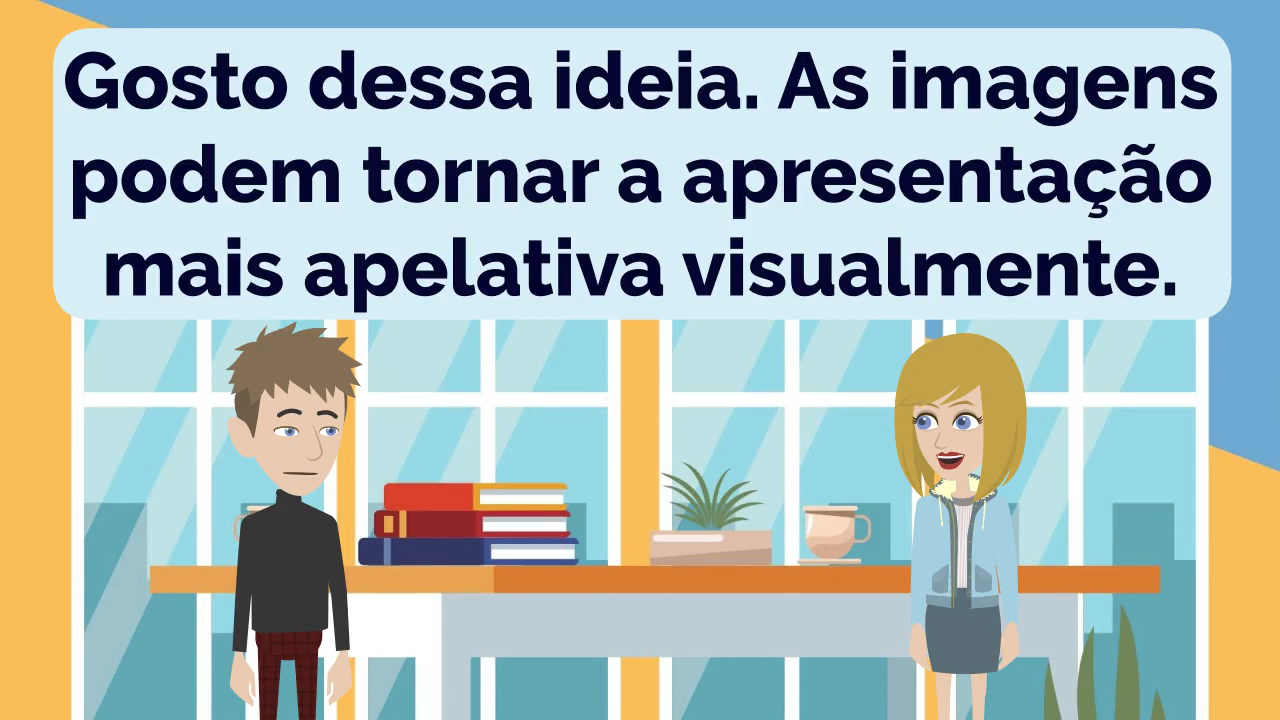 Gosto dessa ideia. As imagens
podem tornar a apresentação
mais apelativa visualmente.